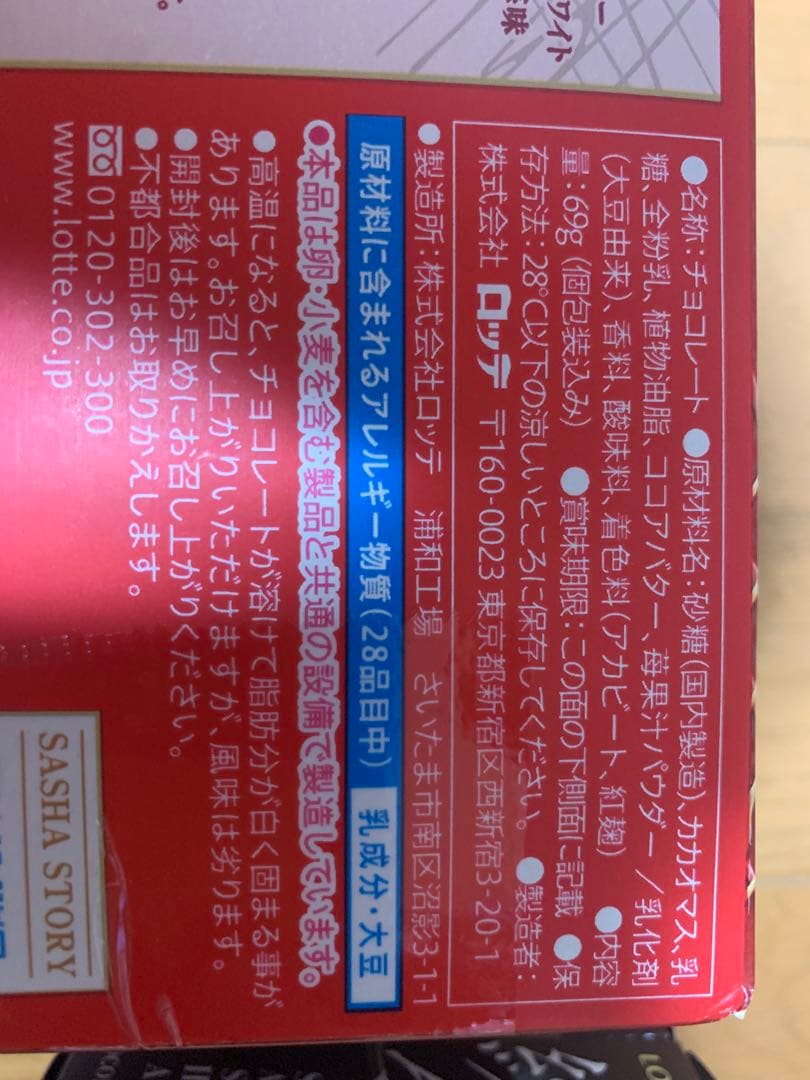 ー
ワイト
味
●名称：チョコレート ●原材料名：砂糖（国内製造）、カカオマス、乳
糖、全粉乳、植物油脂、ココアバター、苺果汁パウダー／乳化剤
（大豆由来）、香料、酸味料、着色料（アカビート、紅麹） ●内容
量：69g（個包装込み） ●賞味期限：この面の下側面に記載 ●保
存方法：28℃以下の涼しいところに保存してください。 ●製造者：
株式会社 ロッテ 〒160-0023 東京都新宿区西新宿3-20-1
●製造所：株式会社ロッテ 浦和工場 さいたま市南区沼影3-1-1
原材料に含まれるアレルギー物質（28品目中） 乳成分・大豆
●本品は卵・小麦を含む製品と共通の設備で製造しています。
●高温になると、チョコレートが溶けて脂肪分が白く固まる事が
あります。お召し上がりいただけますが、風味は劣ります。
●開封後はお早めにお召し上がりください。
●不都合品はお取りかえします。
0120-302-300
www.lotte.co.jp
SASHA STORY
LO